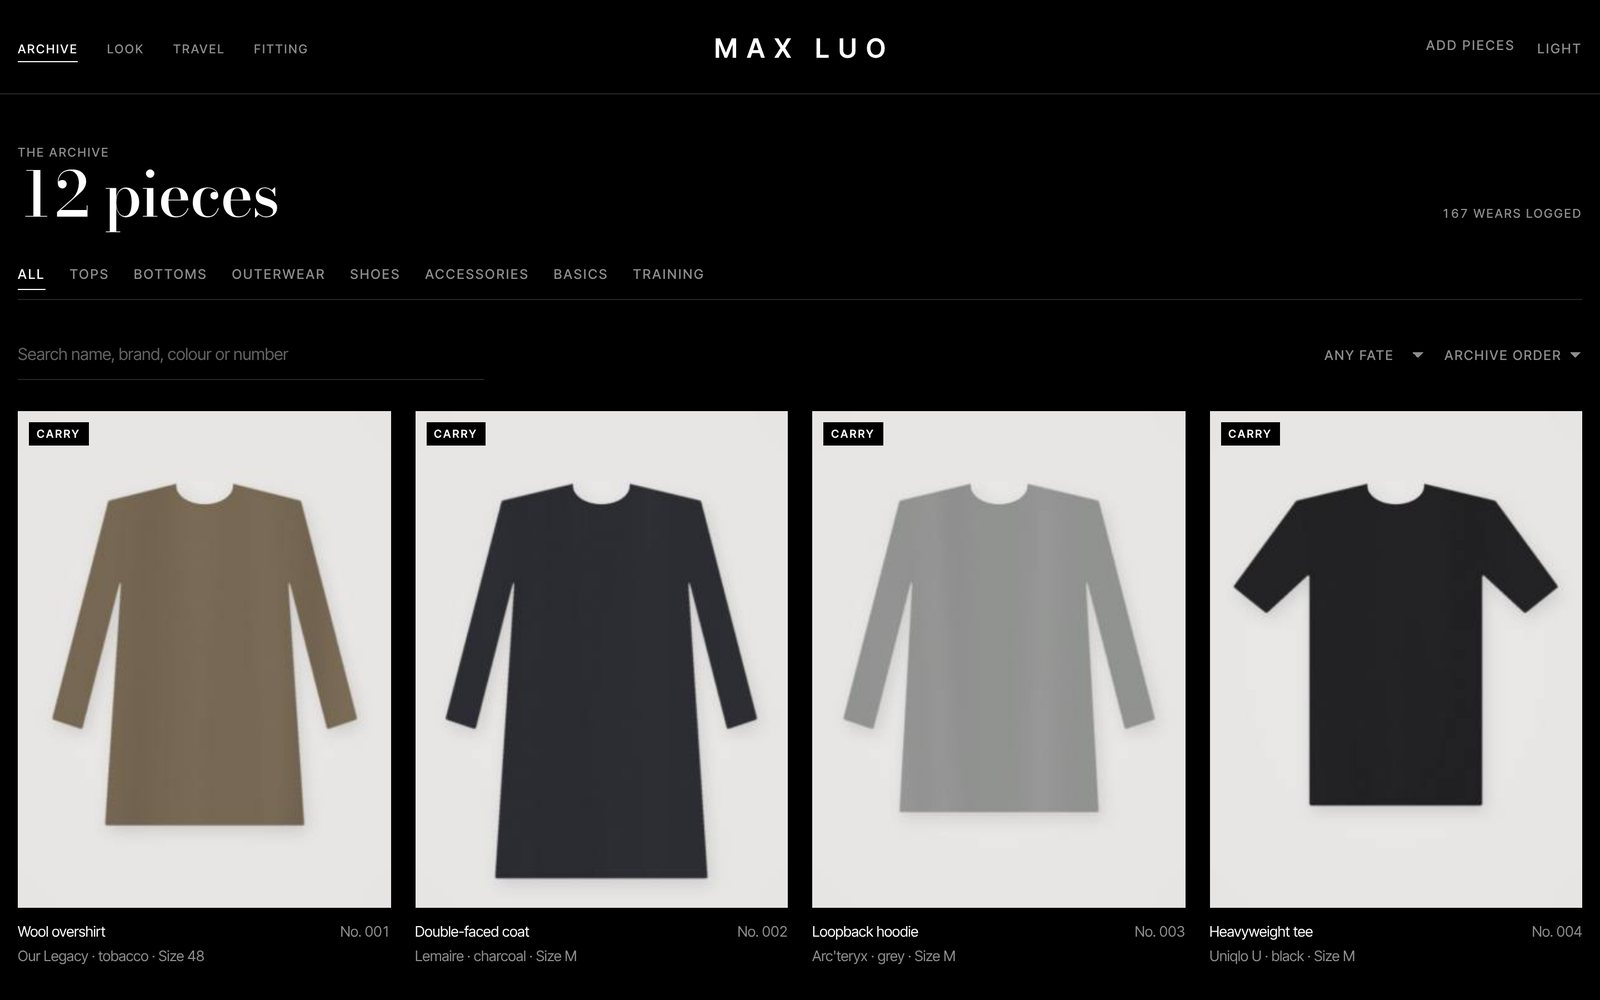 ARCHIVE LOOK TRAVEL FITTING
MAX LUO
ADD PIECES LIGHT
THE ARCHIVE
12 pieces
167 WEARS LOGGED
ALL TOPS BOTTOMS OUTERWEAR SHOES ACCESSORIES BASICS TRAINING
Search name, brand, colour or number
ANY FATE ARCHIVE ORDER
CARRY
CARRY
CARRY
CARRY
Wool overshirt No. 001
Our Legacy · tobacco · Size 48
Double-faced coat No. 002
Lemaire · charcoal · Size M
Loopback hoodie No. 003
Arc'teryx · grey · Size M
Heavyweight tee No. 004
Uniqlo U · black · Size M